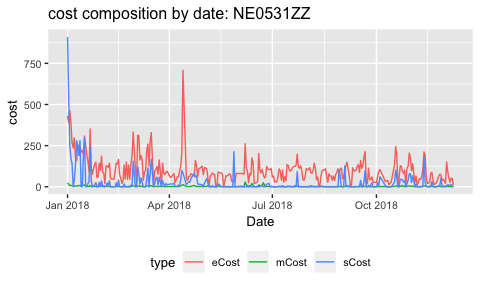 cost composition by date: NE0531ZZ
cost
750
500
250
0
Jan 2018 Apr 2018 Jul 2018 Oct 2018
Date
type eCost mCost sCost